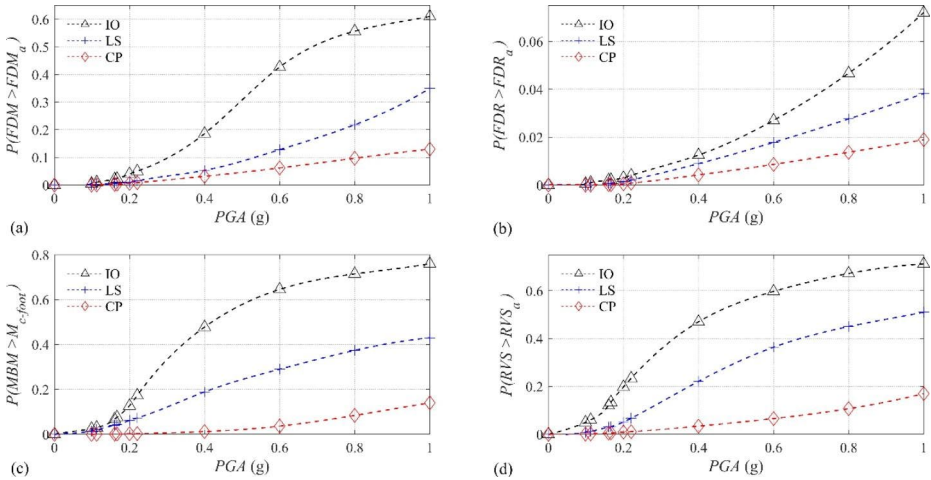 P(FDM >FDM_a)
0.6
0.5
0.4
0.3
0.2
0.1
0
IO
LS
CP
0 0.2 0.4 0.6 0.8 1
PGA (g)
(a)
P(FDR >FDR_a)
0.06
0.04
0.02
0
IO
LS
CP
0 0.2 0.4 0.6 0.8 1
PGA (g)
(b)
P(MBM >M_c-foot)
0.8
0.6
0.4
0.2
0.0
IO
LS
CP
0 0.2 0.4 0.6 0.8 1
PGA (g)
(c)
P(RVS >RVS_a)
0.6
0.4
0.2
0.0
IO
LS
CP
0 0.2 0.4 0.6 0.8 1
PGA (g)
(d)